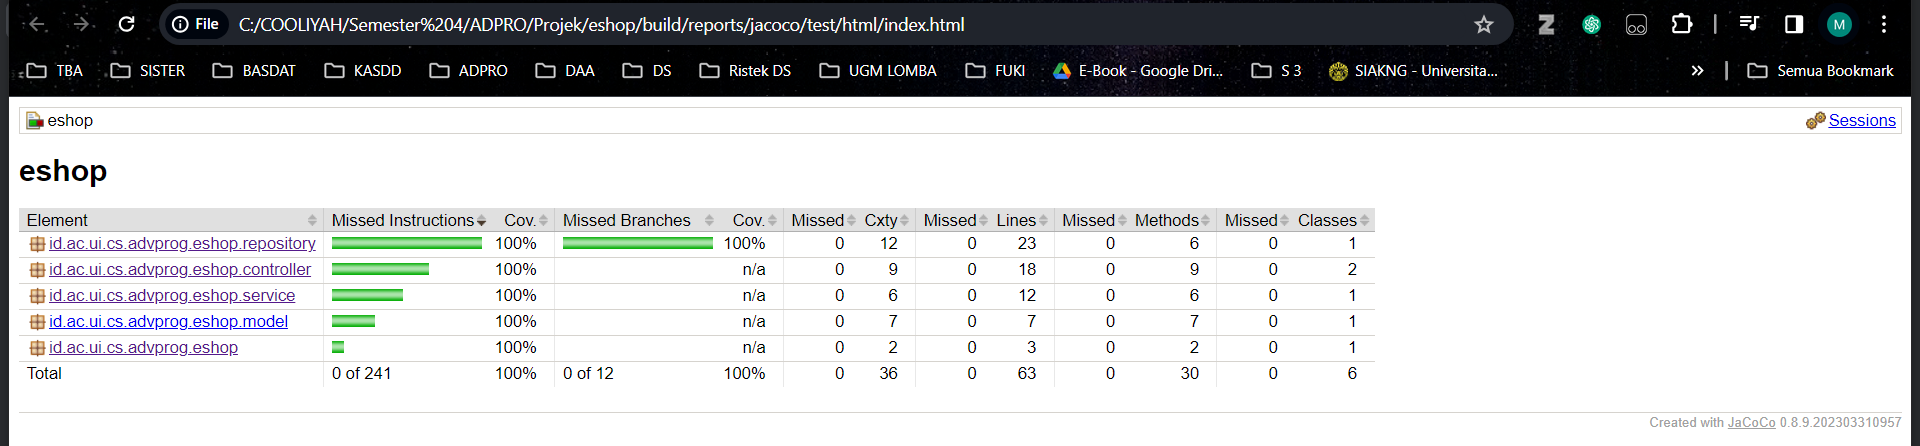 File C:/COOLIYAH/Semester%204/ADPRO/Projek/eshop/build/reports/jacoco/test/html/index.html Z M
TBA SISTER BASDAT KASDD ADPRO DAA DS Ristek DS UGM LOMBA FUKI E-Book - Google Dri... S 3 SIAKNG - Universita... » Semua Bookmark
eshop Sessions
eshop
Element Missed Instructions Cov. Missed Branches Cov. Missed Cxty Missed Lines Missed Methods Missed Classes
id.ac.ui.cs.advprog.eshop.repository 100% 100% 0 12 0 23 0 6 0 1
id.ac.ui.cs.advprog.eshop.controller 100% n/a 0 9 0 18 0 9 0 2
id.ac.ui.cs.advprog.eshop.service 100% n/a 0 6 0 12 0 6 0 1
id.ac.ui.cs.advprog.eshop.model 100% n/a 0 7 0 7 0 7 0 1
id.ac.ui.cs.advprog.eshop 100% n/a 0 2 0 3 0 2 0 1
Total 0 of 241 100% 0 of 12 100% 0 36 0 63 0 30 0 6
Created with JaCoCo 0.8.9.202303310957